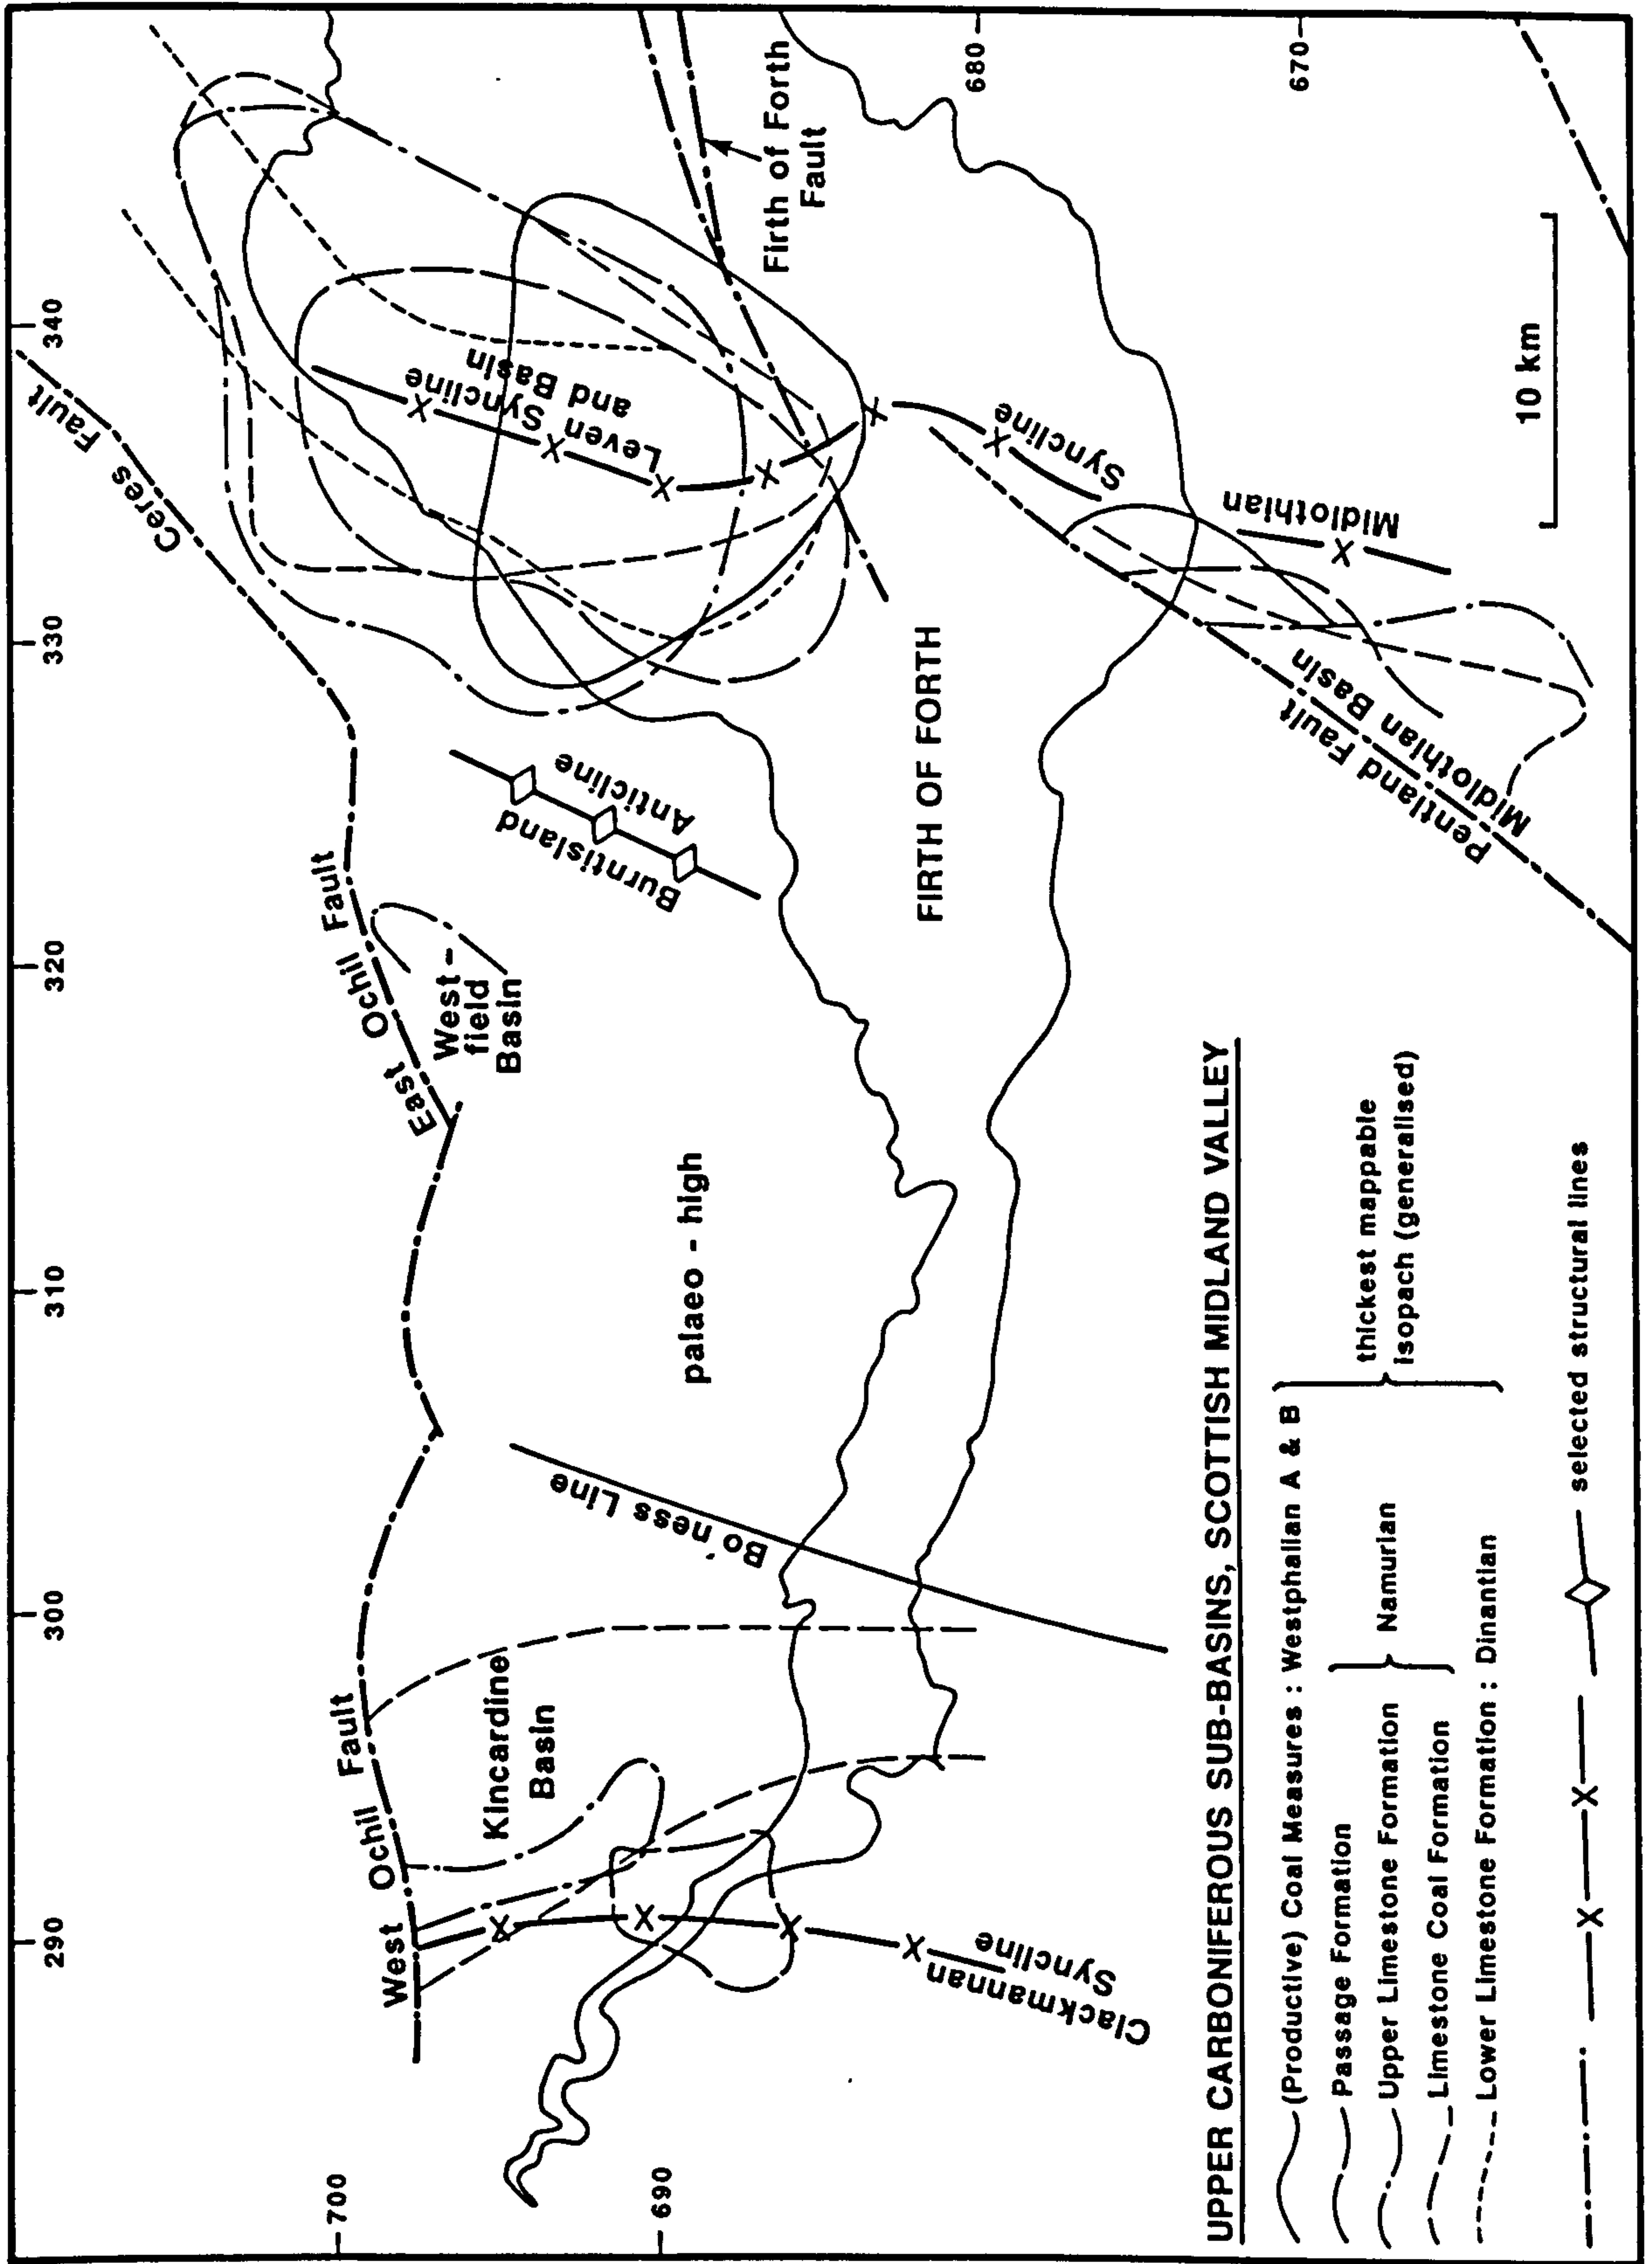 UPPER CARBONIFEROUS SUB-BASINS, SCOTTISH MIDLAND VALLEY
(Productive) Coal Measures : Westphalian A & B
Passage Formation
Upper Limestone Formation
Namurian
Limestone Coal Formation
Lower Limestone Formation : Dinantian
thickest mappable
isopach (generalised)
selected structural lines
290
300
310
320
330
340
700
690
680
670
West Ochil Fault
East Ochil Fault
Ceres Fault
Kincardine
Basin
Clackmannan
Syncline
Bo'ness Line
palaeo - high
West -
field
Basin
Burntisland
Anticline
Leven Syncline
and Basin
Firth of Forth
Fault
FIRTH OF FORTH
Midlothian
Syncline
Pentland Fault
Midlothian Basin
10 km